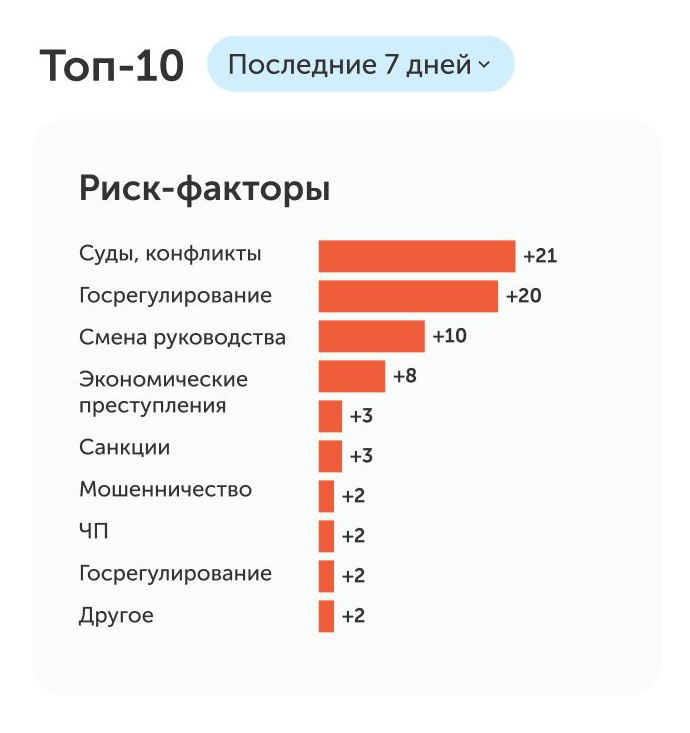 Топ-10
Последние 7 дней
Риск-факторы
Суды, конфликты +21
Госрегулирование +20
Смена руководства +10
Экономические +8
преступления +3
Санкции +3
Мошенничество +2
ЧП +2
Госрегулирование +2
Другое +2